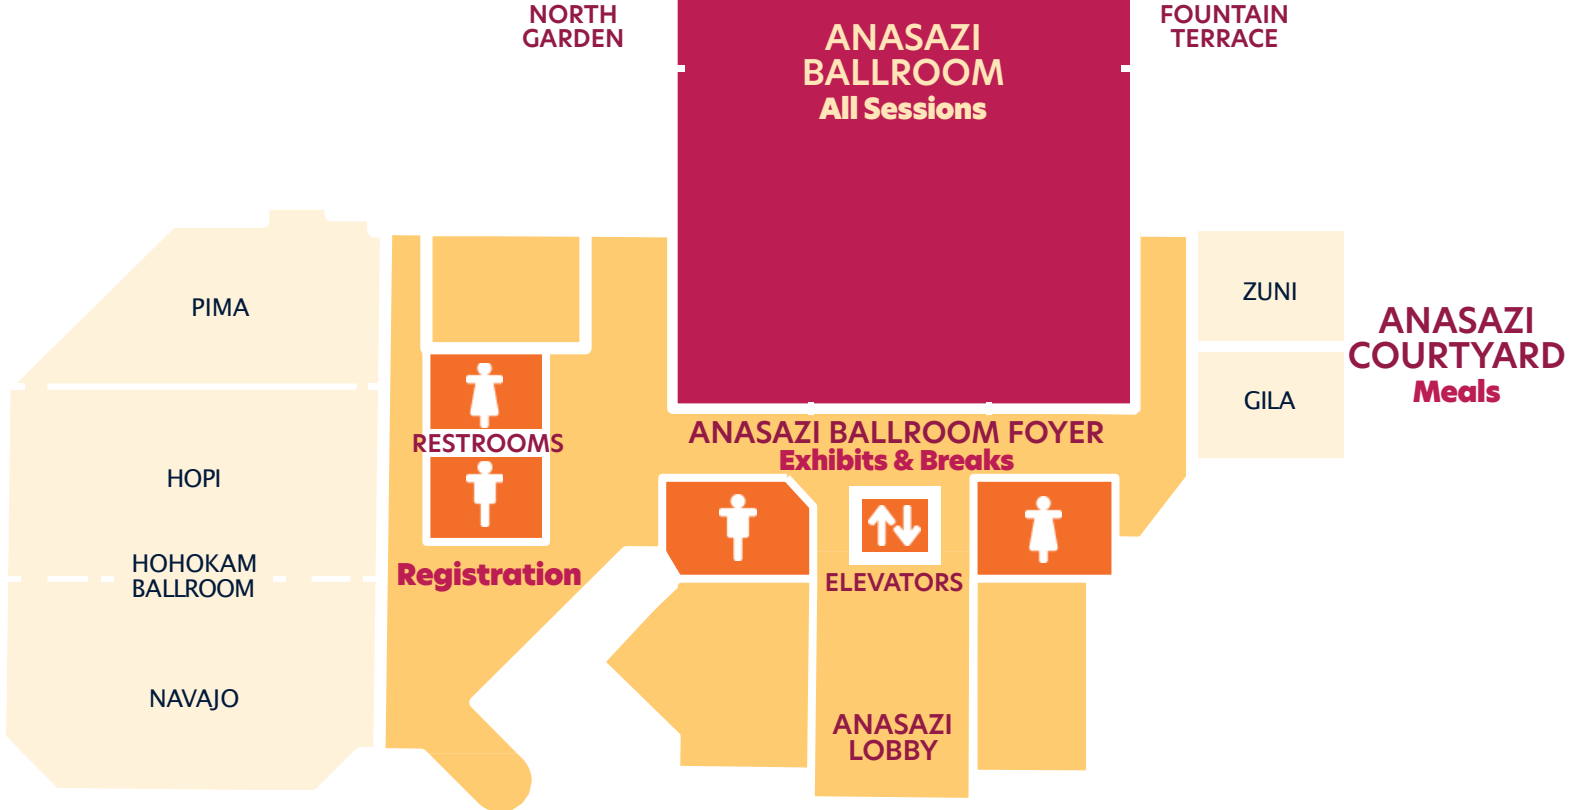 NORTH
GARDEN
ANASAZI
BALLROOM
All Sessions
FOUNTAIN
TERRACE
PIMA
ZUNI
ANASAZI
COURTYARD
Meals
GILA
RESTROOMS
ANASAZI BALLROOM FOYER
Exhibits & Breaks
HOPI
HOHOKAM
BALLROOM
Registration
ELEVATORS
NAVAJO
ANASAZI
LOBBY